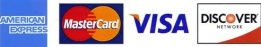 AMERICAN
EXPRESS
MasterCard
VISA
DISCOVER
NETWORK